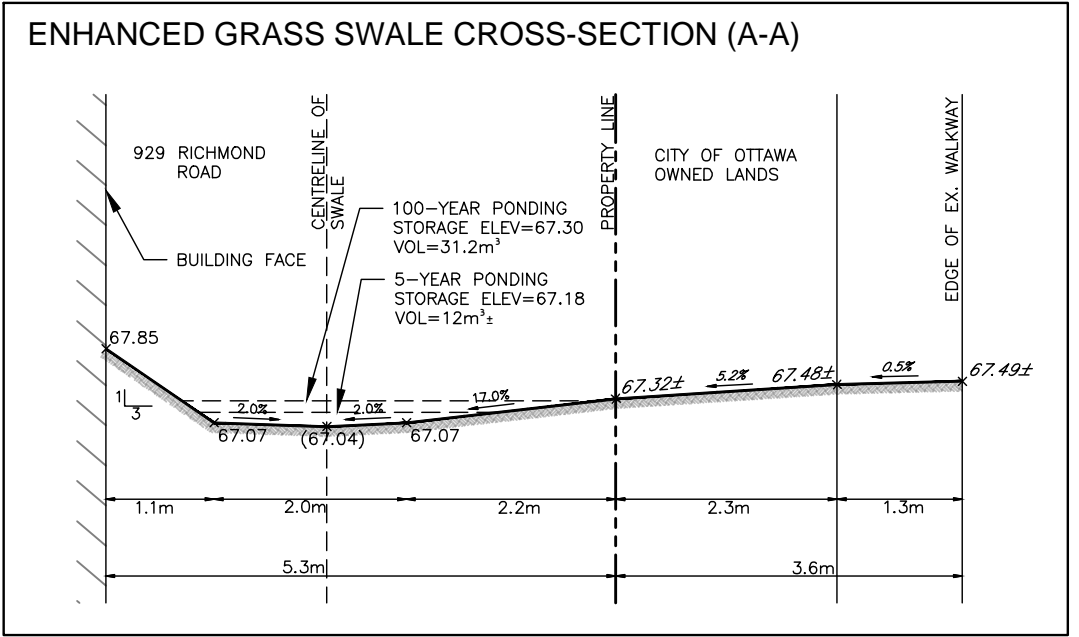 ENHANCED GRASS SWALE CROSS-SECTION (A-A)
929 RICHMOND
ROAD
BUILDING FACE
CENTRELINE OF
SWALE
100-YEAR PONDING
STORAGE ELEV=67.30
VOL=31.2m³
5-YEAR PONDING
STORAGE ELEV=67.18
VOL=12m³±
PROPERTY LINE
CITY OF OTTAWA
OWNED LANDS
EDGE OF EX. WALKWAY
67.85
1
3
2.0%
2.0%
17.0%
67.32±
5.2%
67.48±
0.5%
67.49±
67.07
(67.04)
67.07
1.1m
2.0m
2.2m
2.3m
1.3m
5.3m
3.6m